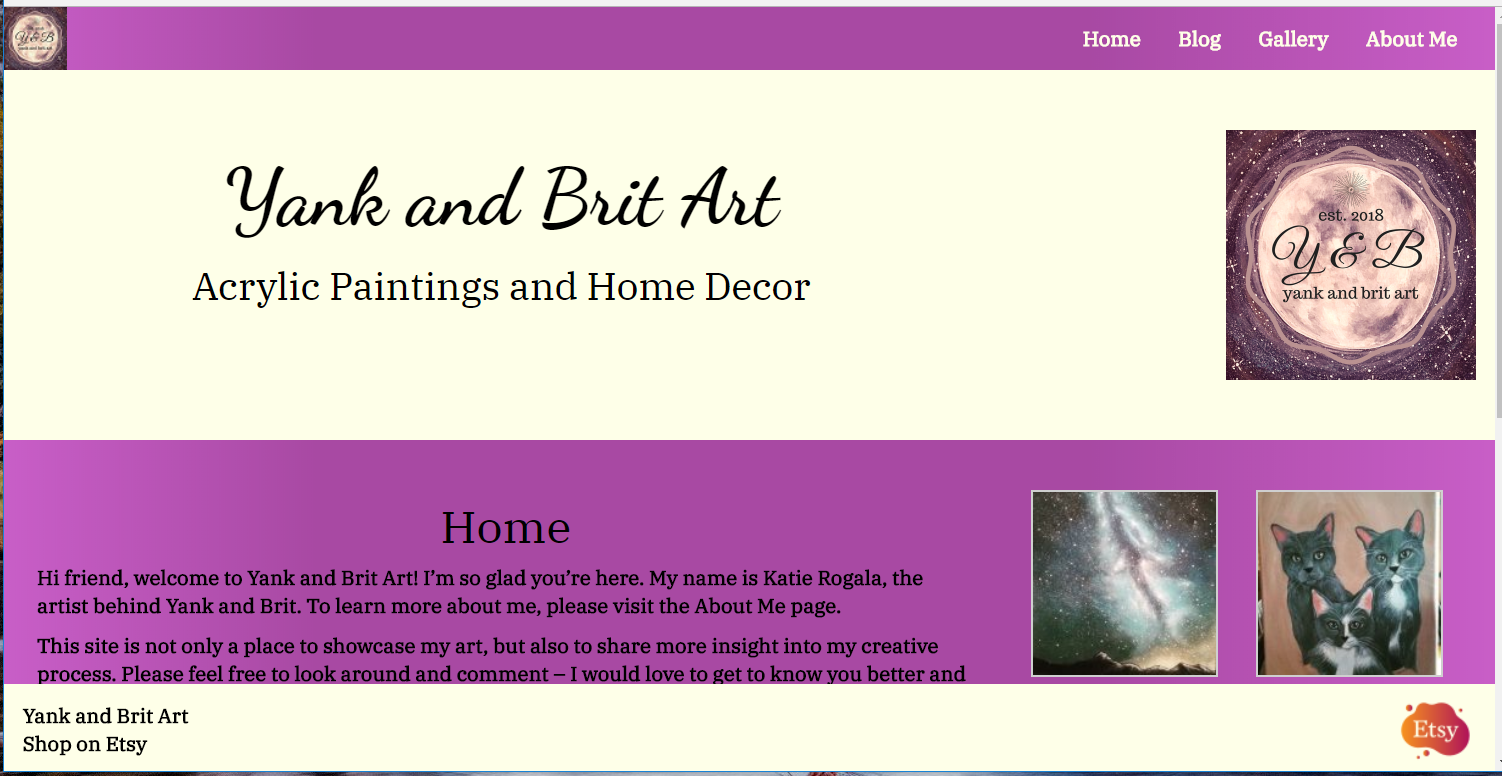 Y&B
yank and brit art
Home Blog Gallery About Me
Yank and Brit Art
Acrylic Paintings and Home Decor
est. 2018
Y & B
yank and brit art
Home
Hi friend, welcome to Yank and Brit Art! I’m so glad you’re here. My name is Katie Rogala, the
artist behind Yank and Brit. To learn more about me, please visit the About Me page.
This site is not only a place to showcase my art, but also to share more insight into my creative
process. Please feel free to look around and comment – I would love to get to know you better and
Yank and Brit Art
Shop on Etsy
Etsy